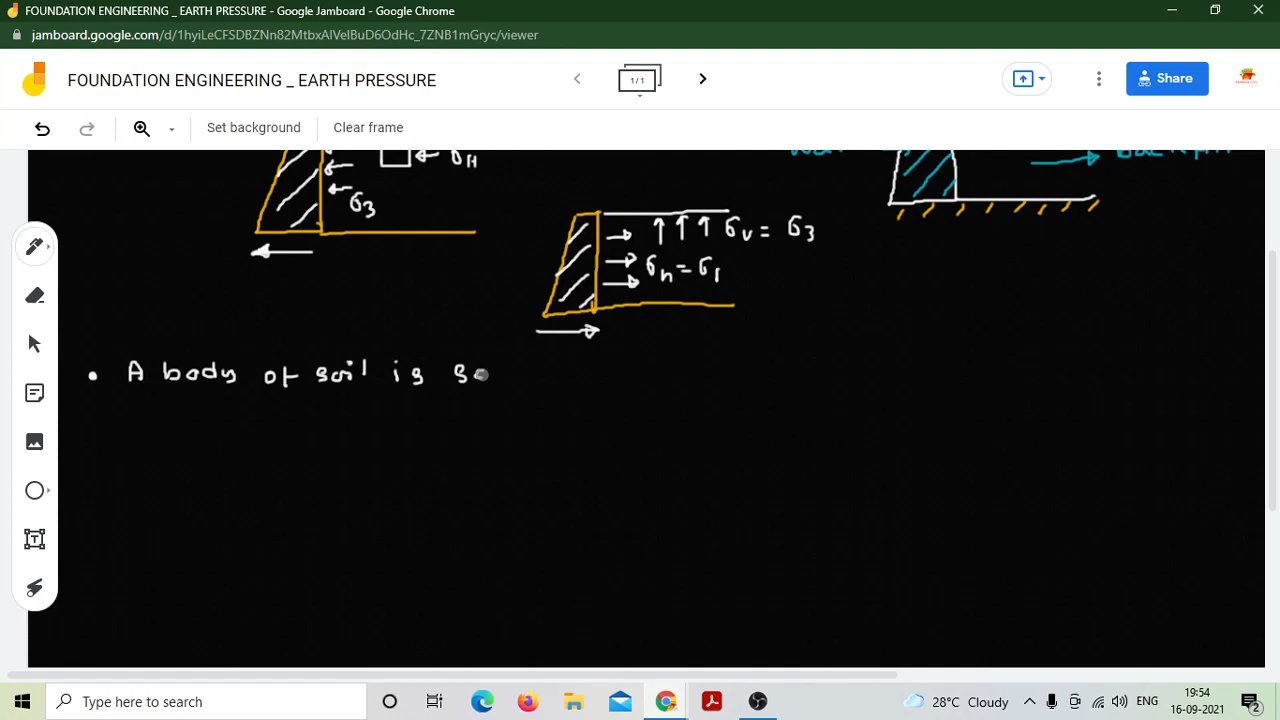 FOUNDATION ENGINEERING _ EARTH PRESSURE - Google Jamboard - Google Chrome
jamboard.google.com/d/1hyiLeCFSDBZNn82MtbxAIVelBuD6OdHc_7ZNB1mGryc/viewer
FOUNDATION ENGINEERING _ EARTH PRESSURE
1/1
Share
Set background
Clear frame
σH
σ3
σv = σ3
σh = σ1
• A body of soil is
Type here to search
28°C Cloudy
ENG
19:54
16-09-2021
2